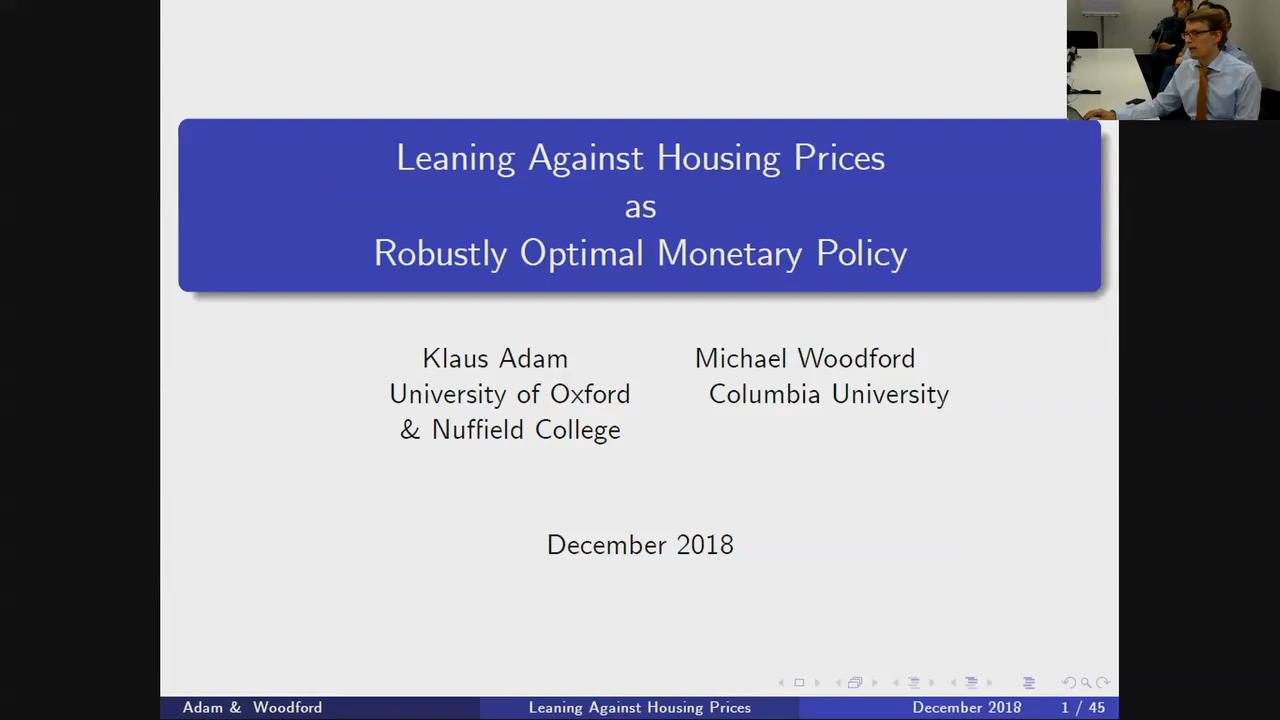 Leaning Against Housing Prices
as
Robustly Optimal Monetary Policy
Klaus Adam
Michael Woodford
University of Oxford
Columbia University
& Nuffield College
December 2018
Adam & Woodford
Leaning Against Housing Prices
December 2018
1 / 45